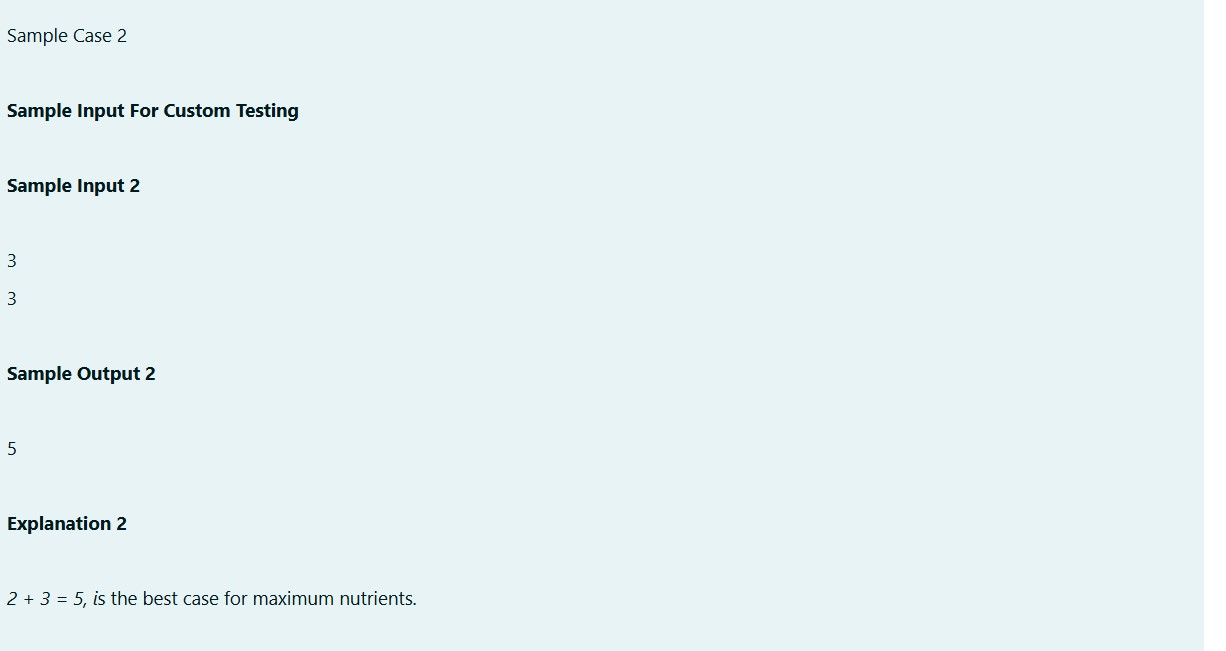 Sample Case 2
Sample Input For Custom Testing
Sample Input 2
3
3
Sample Output 2
5
Explanation 2
2 + 3 = 5, is the best case for maximum nutrients.